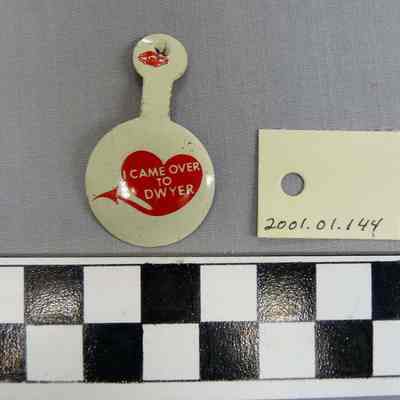 I CAME OVER
TO
DWYER
2001.01.144